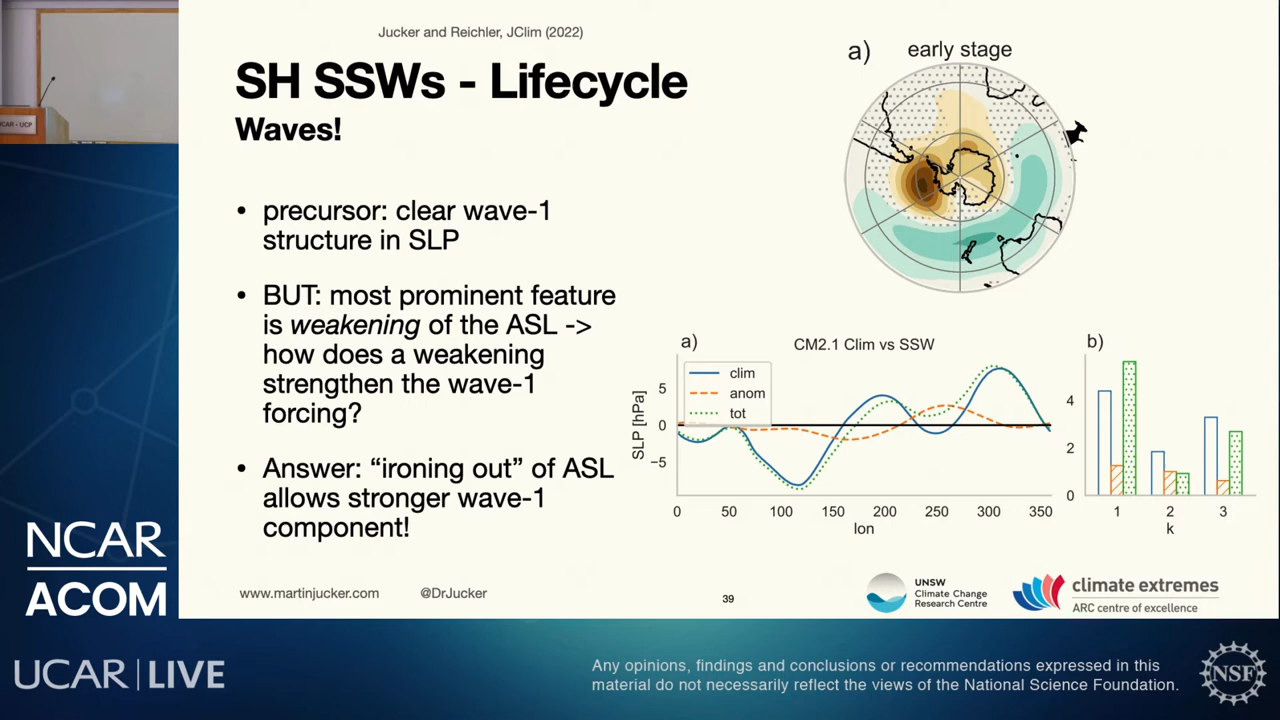 Jucker and Reichler, JClim (2022)
SH SSWs - Lifecycle
Waves!
• precursor: clear wave-1
structure in SLP
• BUT: most prominent feature
is weakening of the ASL ->
how does a weakening
strengthen the wave-1
forcing?
• Answer: “ironing out” of ASL
allows stronger wave-1
component!
a) early stage
a) CM2.1 Clim vs SSW
clim
anom
tot
SLP [hPa]
5
0
−5
0 50 100 150 200 250 300 350
lon
b)
4
2
0
1 2 3
k
www.martinjucker.com @DrJucker
39
UNSW
Climate Change
Research Centre
climate extremes
ARC centre of excellence
NCAR
ACOM
UCAR | LIVE
Any opinions, findings and conclusions or recommendations expressed in this
material do not necessarily reflect the views of the National Science Foundation.
NSF